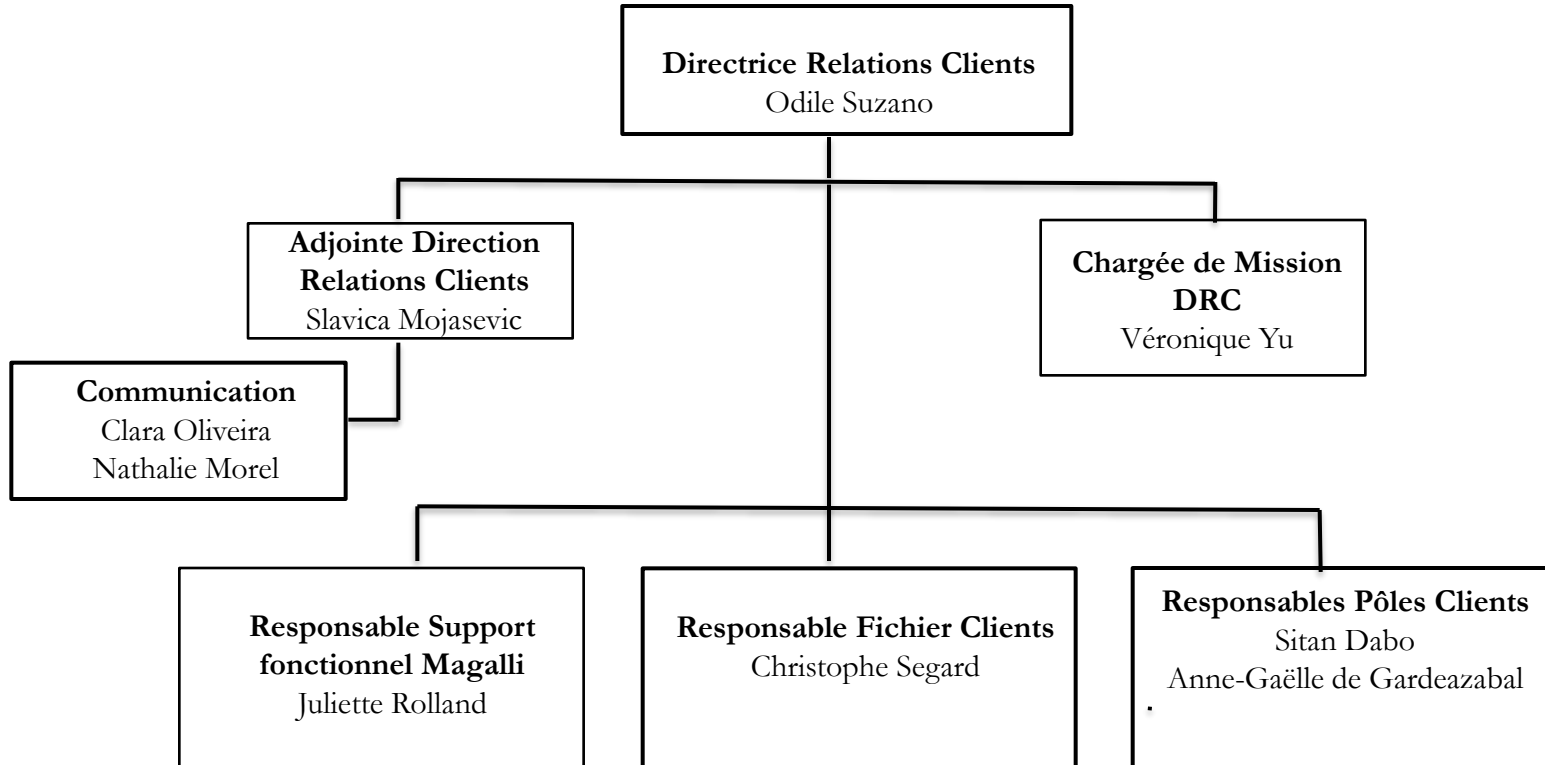 Directrice Relations Clients
Odile Suzano
Adjointe Direction
Relations Clients
Slavica Mojasevic
Chargée de Mission
DRC
Véronique Yu
Communication
Clara Oliveira
Nathalie Morel
Responsable Support
fonctionnel Magalli
Juliette Rolland
Responsable Fichier Clients
Christophe Segard
Responsables Pôles Clients
Sitan Dabo
Anne-Gaëlle de Gardeazabal
.